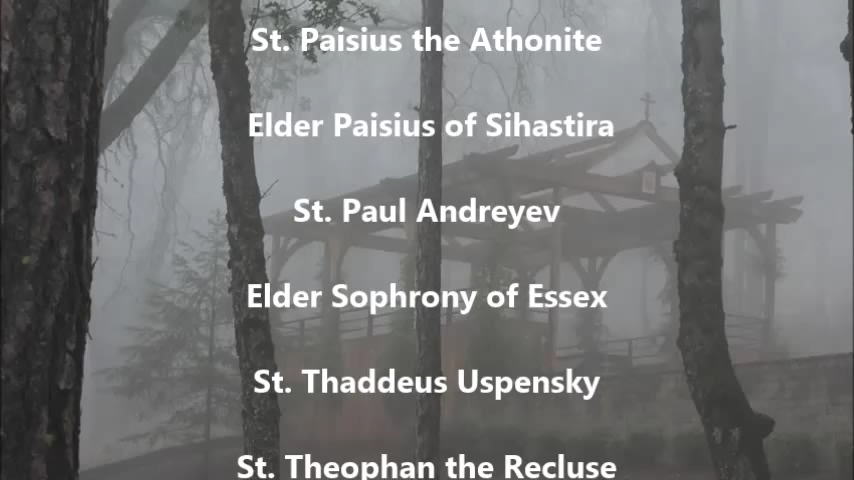 St. Paisius the Athonite
Elder Paisius of Sihastira
St. Paul Andreyev
Elder Sophrony of Essex
St. Thaddeus Uspensky
St. Theophan the Recluse